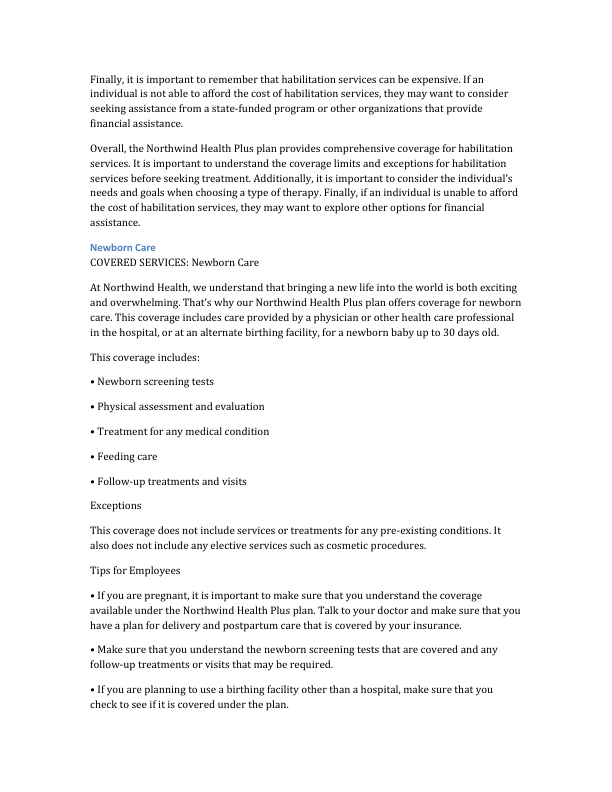 Finally, it is important to remember that habilitation services can be expensive. If an
individual is not able to afford the cost of habilitation services, they may want to consider
seeking assistance from a state-funded program or other organizations that provide
financial assistance.
Overall, the Northwind Health Plus plan provides comprehensive coverage for habilitation
services. It is important to understand the coverage limits and exceptions for habilitation
services before seeking treatment. Additionally, it is important to consider the individual's
needs and goals when choosing a type of therapy. Finally, if an individual is unable to afford
the cost of habilitation services, they may want to explore other options for financial
assistance.
Newborn Care
COVERED SERVICES: Newborn Care
At Northwind Health, we understand that bringing a new life into the world is both exciting
and overwhelming. That's why our Northwind Health Plus plan offers coverage for newborn
care. This coverage includes care provided by a physician or other health care professional
in the hospital, or at an alternate birthing facility, for a newborn baby up to 30 days old.
This coverage includes:
• Newborn screening tests
• Physical assessment and evaluation
• Treatment for any medical condition
• Feeding care
• Follow-up treatments and visits
Exceptions
This coverage does not include services or treatments for any pre-existing conditions. It
also does not include any elective services such as cosmetic procedures.
Tips for Employees
• If you are pregnant, it is important to make sure that you understand the coverage
available under the Northwind Health Plus plan. Talk to your doctor and make sure that you
have a plan for delivery and postpartum care that is covered by your insurance.
• Make sure that you understand the newborn screening tests that are covered and any
follow-up treatments or visits that may be required.
• If you are planning to use a birthing facility other than a hospital, make sure that you
check to see if it is covered under the plan.